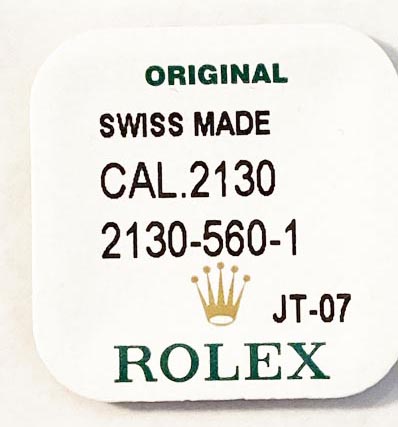 ORIGINAL
SWISS MADE
CAL.2130
2130-560-1
JT-07
ROLEX